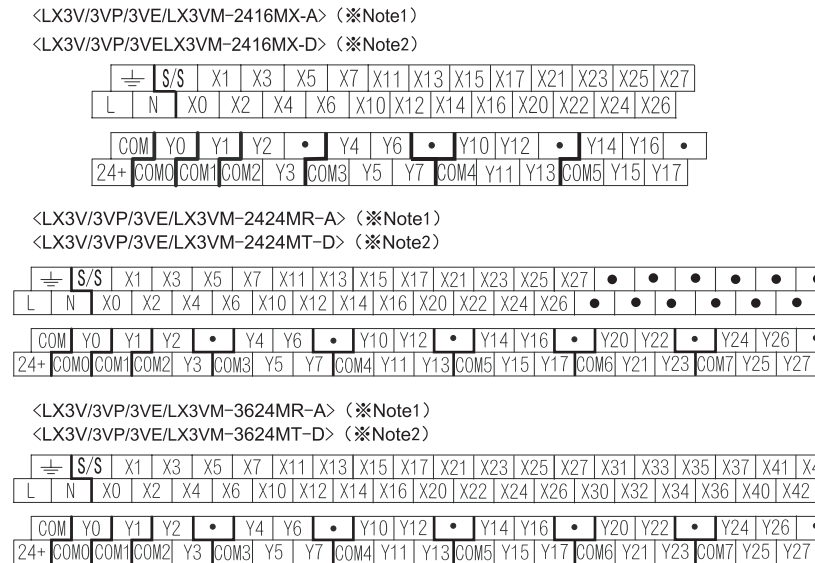 <LX3V/3VP/3VE/LX3VM-2416MX-A> (※Note1)
<LX3V/3VP/3VELX3VM-2416MX-D> (※Note2)
S/S X1 X3 X5 X7 X11 X13 X15 X17 X21 X23 X25 X27
L N X0 X2 X4 X6 X10 X12 X14 X16 X20 X22 X24 X26
COM Y0 Y1 Y2 • Y4 Y6 • Y10 Y12 • Y14 Y16 •
24+ COM0 COM1 COM2 Y3 COM3 Y5 Y7 COM4 Y11 Y13 COM5 Y15 Y17
<LX3V/3VP/3VE/LX3VM-2424MR-A> (※Note1)
<LX3V/3VP/3VE/LX3VM-2424MT-D> (※Note2)
S/S X1 X3 X5 X7 X11 X13 X15 X17 X21 X23 X25 X27 • • • • • •
L N X0 X2 X4 X6 X10 X12 X14 X16 X20 X22 X24 X26 • • • • • •
COM Y0 Y1 Y2 • Y4 Y6 • Y10 Y12 • Y14 Y16 • Y20 Y22 • Y24 Y26 •
24+ COM0 COM1 COM2 Y3 COM3 Y5 Y7 COM4 Y11 Y13 COM5 Y15 Y17 COM6 Y21 Y23 COM7 Y25 Y27
<LX3V/3VP/3VE/LX3VM-3624MR-A> (※Note1)
<LX3V/3VP/3VE/LX3VM-3624MT-D> (※Note2)
S/S X1 X3 X5 X7 X11 X13 X15 X17 X21 X23 X25 X27 X31 X33 X35 X37 X41
L N X0 X2 X4 X6 X10 X12 X14 X16 X20 X22 X24 X26 X30 X32 X34 X36 X40 X42
COM Y0 Y1 Y2 • Y4 Y6 • Y10 Y12 • Y14 Y16 • Y20 Y22 • Y24 Y26 •
24+ COM0 COM1 COM2 Y3 COM3 Y5 Y7 COM4 Y11 Y13 COM5 Y15 Y17 COM6 Y21 Y23 COM7 Y25 Y27